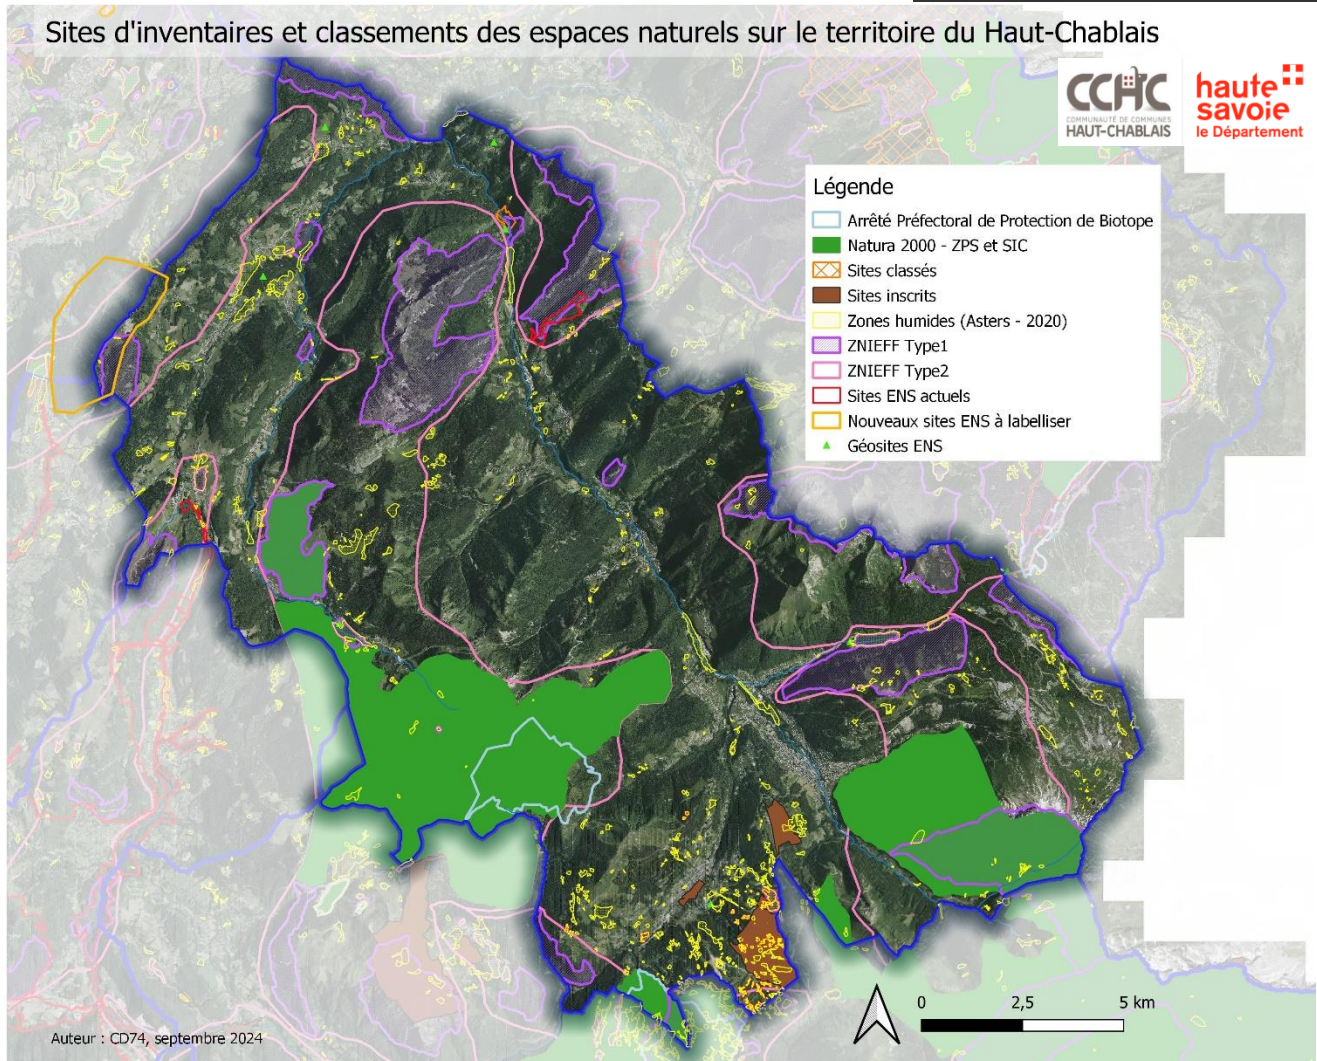 Sites d'inventaires et classements des espaces naturels sur le territoire du Haut-Chablais
CCHC
COMMUNAUTÉ DE COMMUNES
HAUT-CHABLAIS
haute
savoie
le Département
Légende
Arrêté Préfectoral de Protection de Biotope
Natura 2000 - ZPS et SIC
Sites classés
Sites inscrits
Zones humides (Asters - 2020)
ZNIEFF Type1
ZNIEFF Type2
Sites ENS actuels
Nouveaux sites ENS à labelliser
Géosites ENS
0 2,5 5 km
Auteur : CD74, septembre 2024